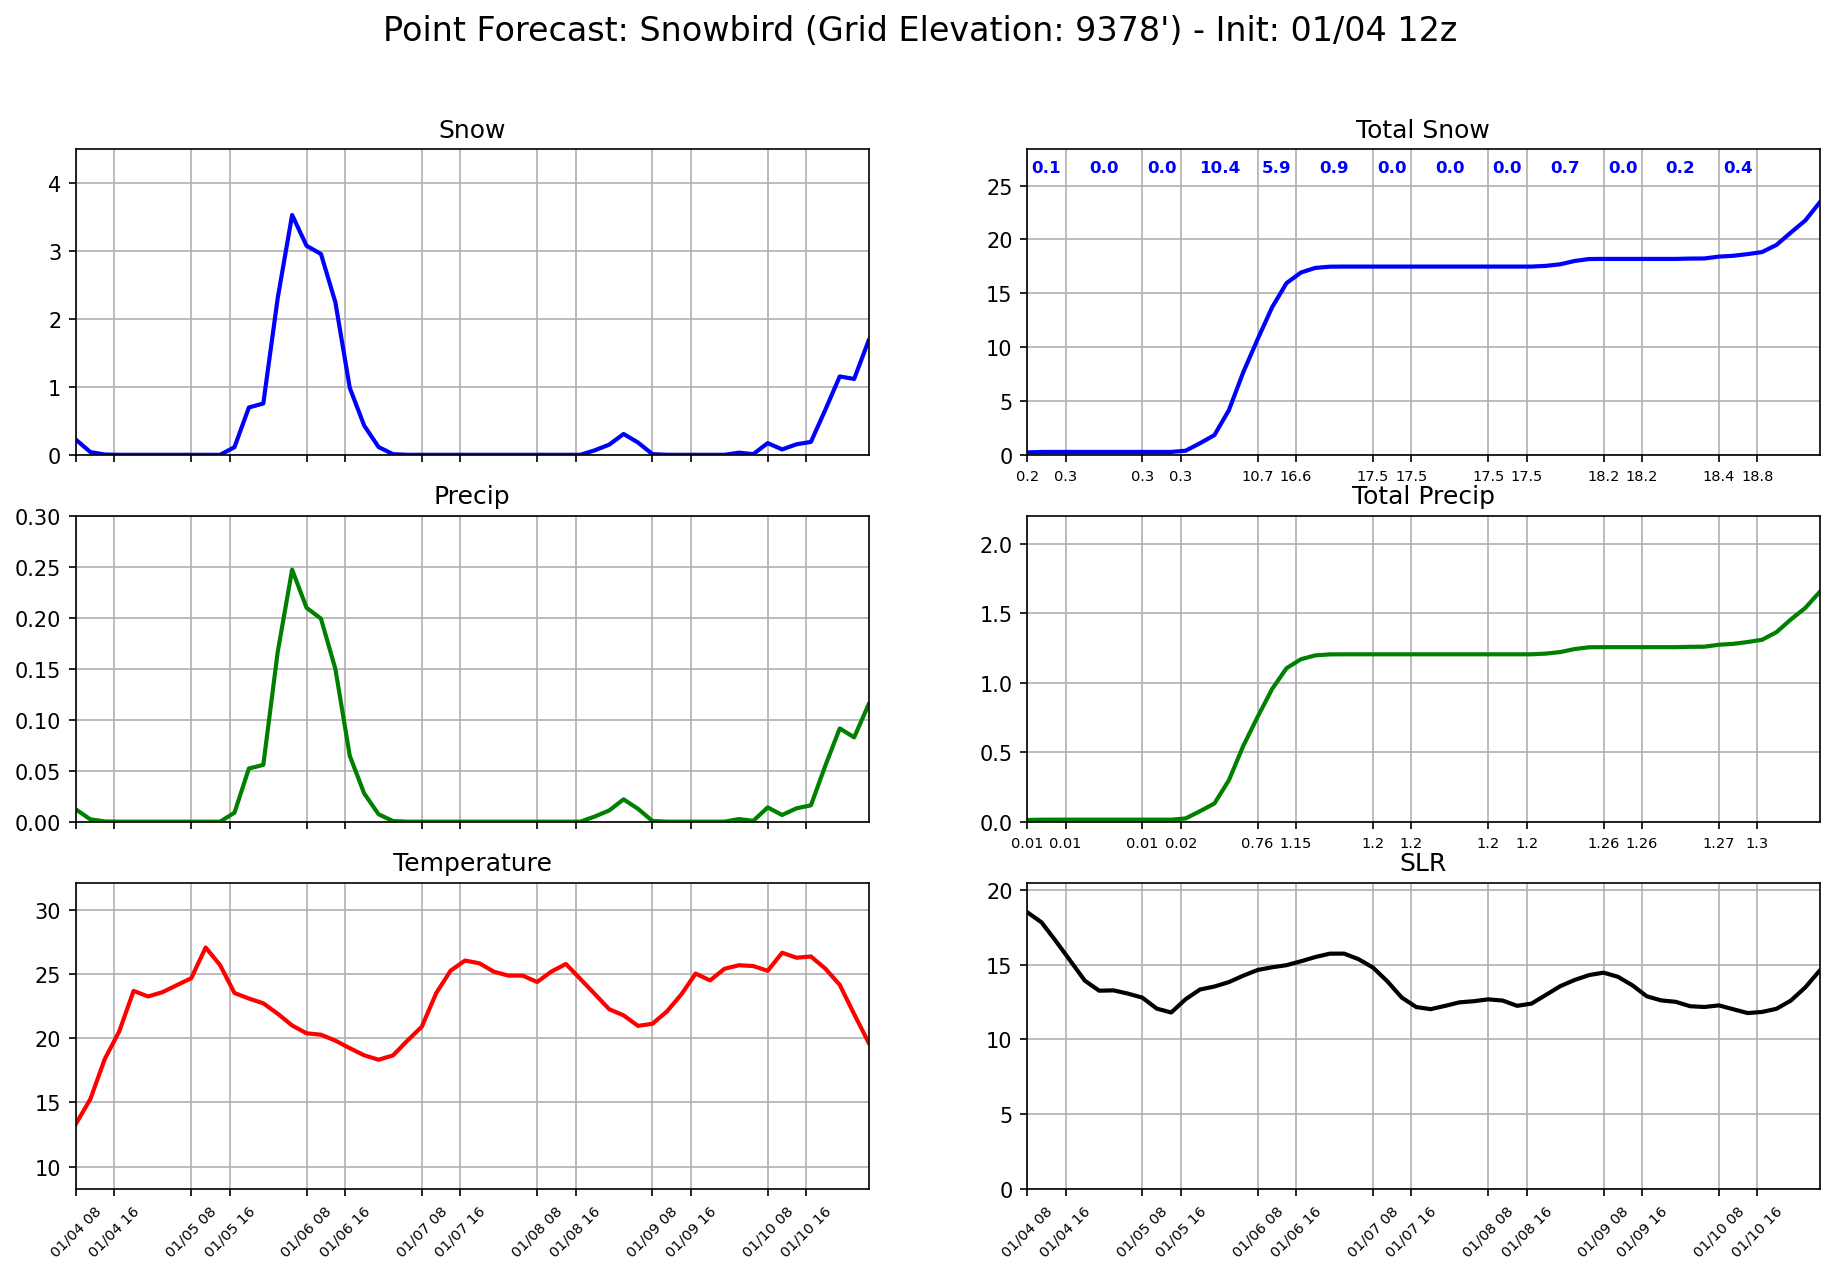 Point Forecast: Snowbird (Grid Elevation: 9378') - Init: 01/04 12z
Snow
4
3
2
1
0
Total Snow
0.1 0.0 0.0 10.4 5.9 0.9 0.0 0.0 0.0 0.7 0.0 0.2 0.4
25
20
15
10
5
0
0.2 0.3 0.3 0.3 10.7 16.6 17.5 17.5 17.5 17.5 18.2 18.2 18.4 18.8
Precip
0.30
0.25
0.20
0.15
0.10
0.05
0.00
Total Precip
2.0
1.5
1.0
0.5
0.0
0.01 0.01 0.01 0.02 0.76 1.15 1.2 1.2 1.2 1.2 1.26 1.26 1.27 1.3
Temperature
30
25
20
15
10
01/04 08 01/04 16 01/05 08 01/05 16 01/06 08 01/06 16 01/07 08 01/07 16 01/08 08 01/08 16 01/09 08 01/09 16 01/10 08 01/10 16
SLR
20
15
10
5
0
01/04 08 01/04 16 01/05 08 01/05 16 01/06 08 01/06 16 01/07 08 01/07 16 01/08 08 01/08 16 01/09 08 01/09 16 01/10 08 01/10 16